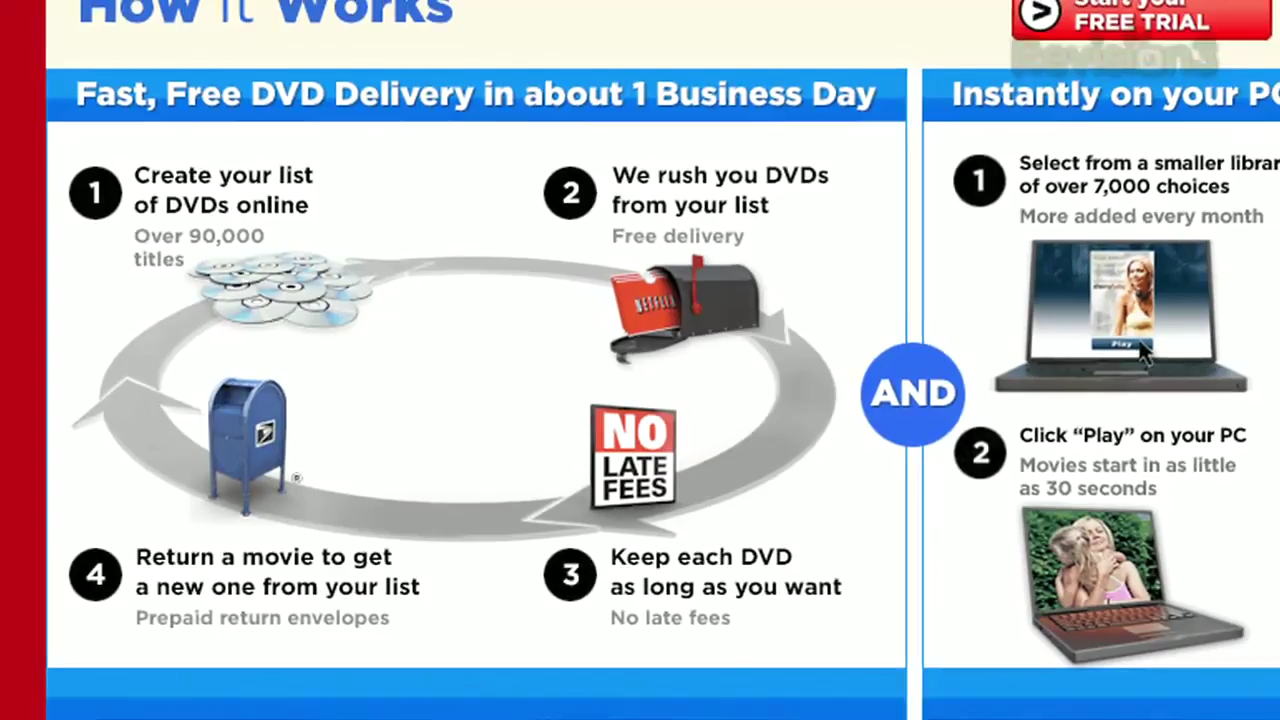 How it Works
Start your
FREE TRIAL
Fast, Free DVD Delivery in about 1 Business Day
1
Create your list
of DVDs online
Over 90,000
titles
2
We rush you DVDs
from your list
Free delivery
NETFLIX
NO
LATE
FEES
®
4
Return a movie to get
a new one from your list
Prepaid return envelopes
3
Keep each DVD
as long as you want
No late fees
AND
Instantly on your PC
1
Select from a smaller librar
of over 7,000 choices
More added every month
Play
2
Click “Play” on your PC
Movies start in as little
as 30 seconds